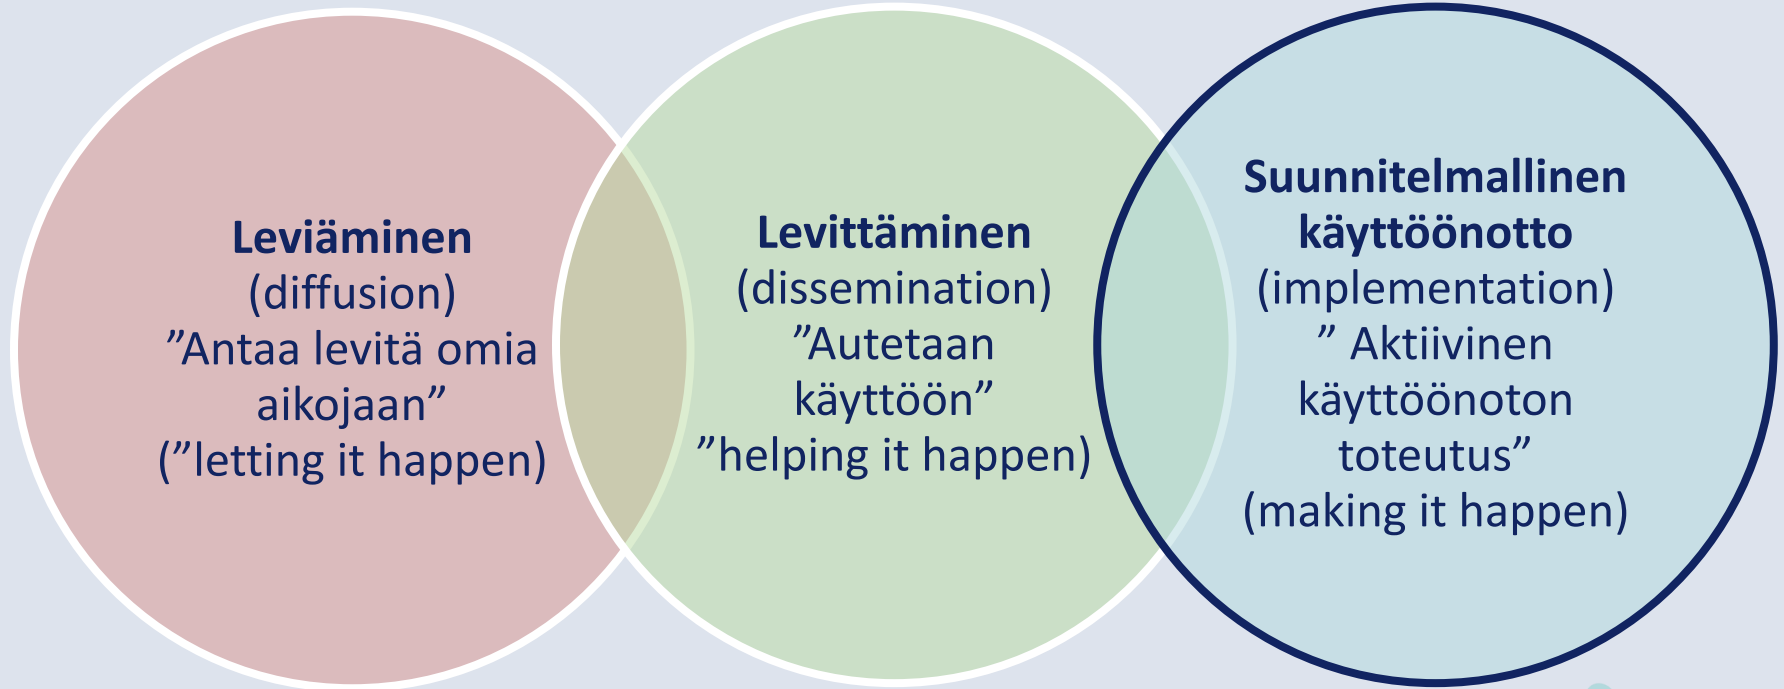 Leviäminen
(diffusion)
”Antaa levitä omia
aikojaan”
(”letting it happen)
Levittäminen
(dissemination)
”Autetaan
käyttöön”
”helping it happen)
Suunnitelmallinen
käyttöönotto
(implementation)
” Aktiivinen
käyttöönoton
toteutus”
(making it happen)